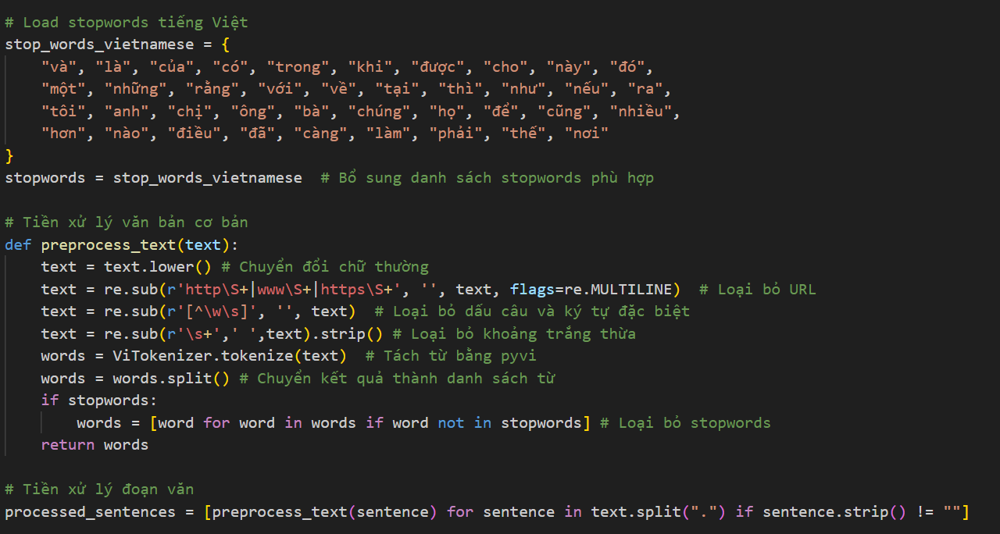 # Load stopwords tiếng Việt
stop_words_vietnamese = {
    "và", "là", "của", "có", "trong", "khi", "được", "cho", "này", "đó",
    "một", "những", "rằng", "với", "về", "tại", "thì", "như", "nếu", "ra",
    "tôi", "anh", "chị", "ông", "bà", "chúng", "họ", "để", "cũng", "nhiều",
    "hơn", "nào", "điều", "đã", "càng", "làm", "phải", "thế", "nơi"
}
stopwords = stop_words_vietnamese  # Bổ sung danh sách stopwords phù hợp

# Tiền xử lý văn bản cơ bản
def preprocess_text(text):
    text = text.lower() # Chuyển đổi chữ thường
    text = re.sub(r'http\S+|www\S+|https\S+', '', text, flags=re.MULTILINE)  # Loại bỏ URL
    text = re.sub(r'[^\w\s]', '', text)  # Loại bỏ dấu câu và ký tự đặc biệt
    text = re.sub(r'\s+',' ',text).strip() # Loại bỏ khoảng trắng thừa
    words = ViTokenizer.tokenize(text)  # Tách từ bằng pyvi
    words = words.split() # Chuyển kết quả thành danh sách từ
    if stopwords:
        words = [word for word in words if word not in stopwords] # Loại bỏ stopwords
    return words

# Tiền xử lý đoạn văn
processed_sentences = [preprocess_text(sentence) for sentence in text.split(".") if sentence.strip() != ""]